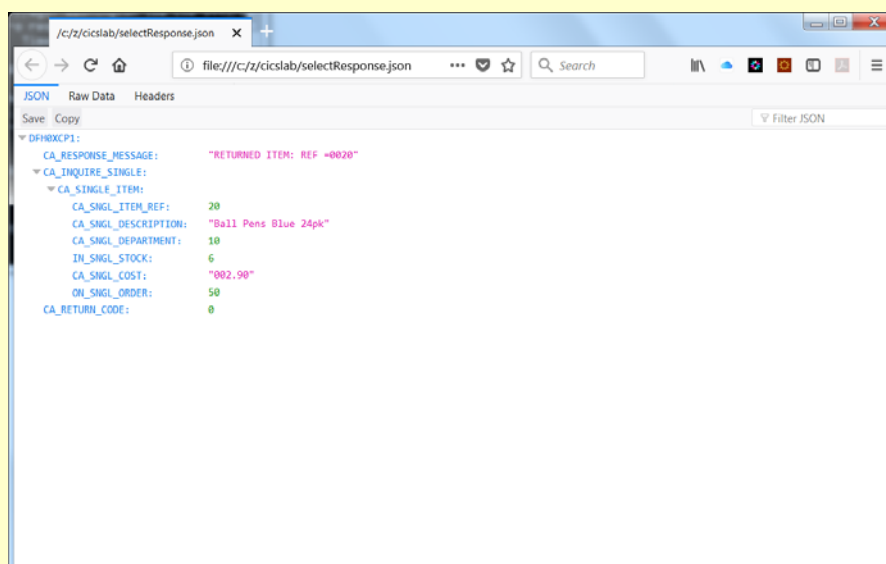 /c:/z/cicslab/selectResponse.json
file:///c:/z/cicslab/selectResponse.json
Search
JSON Raw Data Headers
Save Copy
Filter JSON
DFH0XCP1:
CA_RESPONSE_MESSAGE: "RETURNED ITEM: REF =0020"
CA_INQUIRE_SINGLE:
CA_SINGLE_ITEM:
CA_SNGL_ITEM_REF: 20
CA_SNGL_DESCRIPTION: "Ball Pens Blue 24pk"
CA_SNGL_DEPARTMENT: 10
IN_SNGL_STOCK: 6
CA_SNGL_COST: "002.90"
ON_SNGL_ORDER: 50
CA_RETURN_CODE: 0